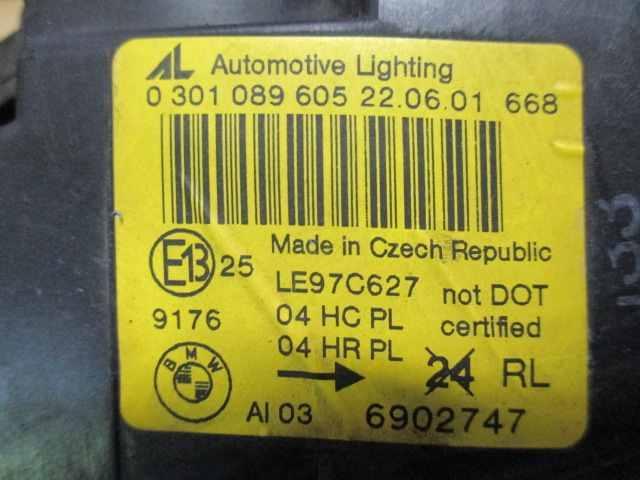 AL Automotive Lighting
0 301 089 605 22.06.01 668
Made in Czech Republic
E13 25
LE97C627 not DOT
9176 04 HC PL certified
04 HR PL
BMW
24 RL
AI 03 6902747